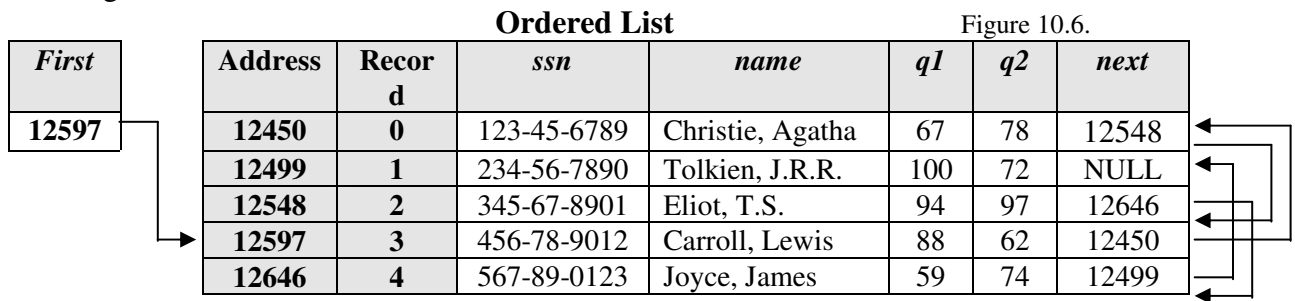 Ordered List Figure 10.6.
First Address Recor
d ssn name q1 q2 next
12597 12450 0 123-45-6789 Christie, Agatha 67 78 12548
12499 1 234-56-7890 Tolkien, J.R.R. 100 72 NULL
12548 2 345-67-8901 Eliot, T.S. 94 97 12646
12597 3 456-78-9012 Carroll, Lewis 88 62 12450
12646 4 567-89-0123 Joyce, James 59 74 12499